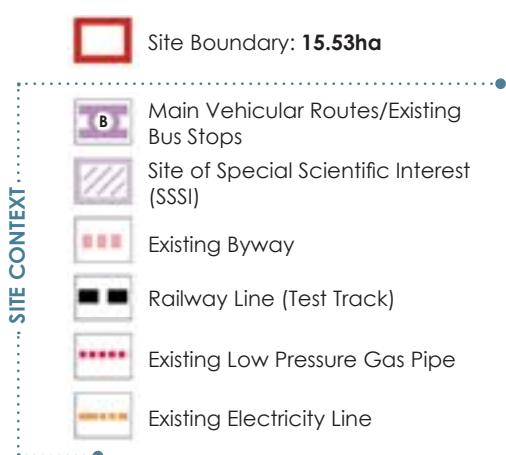 Site Boundary: 15.53ha
SITE CONTEXT
B
Main Vehicular Routes/Existing
Bus Stops
Site of Special Scientific Interest
(SSSI)
Existing Byway
Railway Line (Test Track)
Existing Low Pressure Gas Pipe
Existing Electricity Line